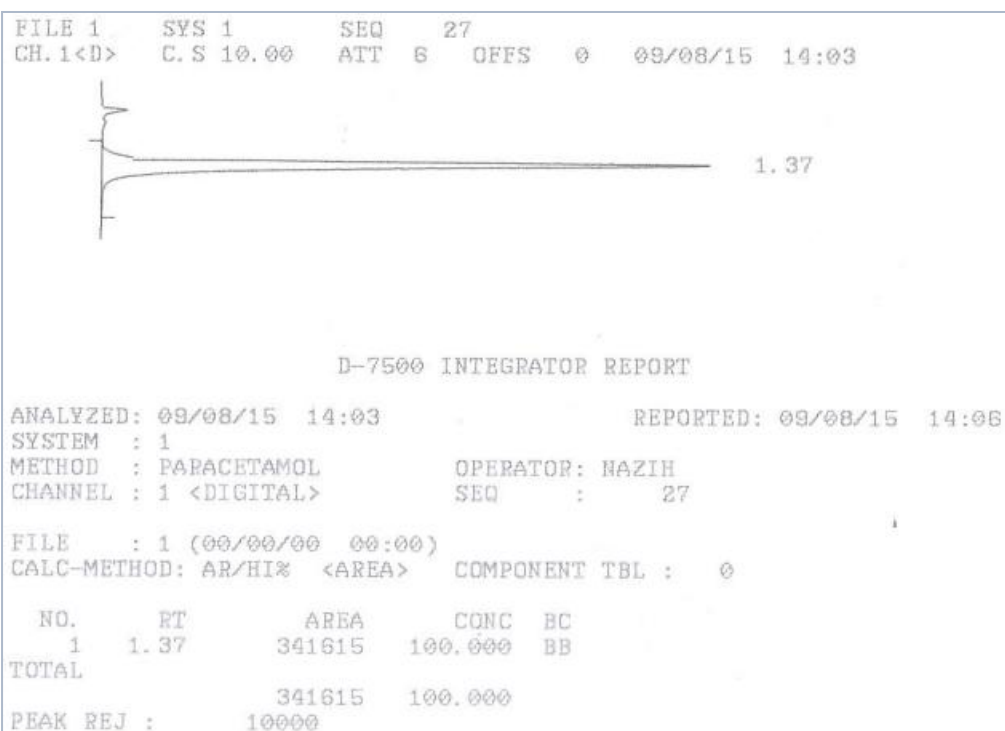 FILE 1 SYS 1 SEQ 27
CH.1<D> C.S 10.00 ATT 6 OFFS 0 09/08/15 14:03
1.37
D-7500 INTEGRATOR REPORT
ANALYZED: 09/08/15 14:03 REPORTED: 09/08/15 14:06
SYSTEM : 1
METHOD : PARACETAMOL OPERATOR: NAZIH
CHANNEL : 1 <DIGITAL> SEQ : 27
FILE : 1 (00/00/00 00:00)
CALC-METHOD: AR/HI% <AREA> COMPONENT TBL : 0
NO. RT AREA CONC BC
1 1.37 341615 100.000 BB
TOTAL
341615 100.000
PEAK REJ : 10000